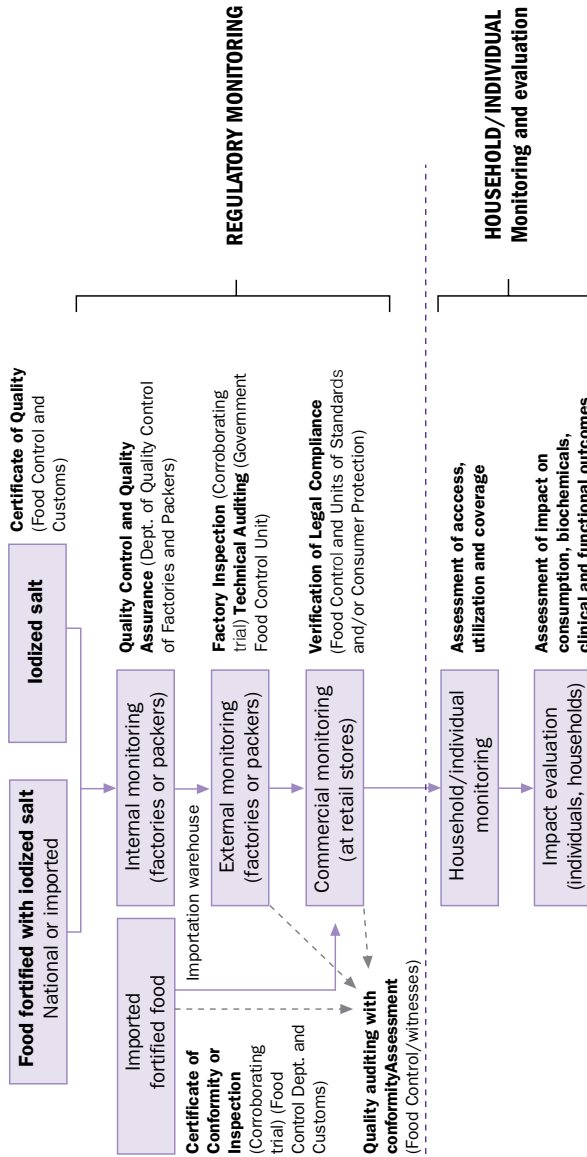 Food fortified with iodized salt
National or imported
Iodized salt
Certificate of Quality
(Food Control and
Customs)
Internal monitoring
(factories or packers)
Quality Control and Quality
Assurance (Dept. of Quality Control
of Factories and Packers)
Imported
fortified food
Importation warehouse
External monitoring
(factories or packers)
Factory Inspection (Corroborating
trial) Technical Auditing (Government
Food Control Unit)
Certificate of
Conformity or
Inspection
(Corroborating
trial) (Food
Control Dept. and
Customs)
Commercial monitoring
(at retail stores)
Verification of Legal Compliance
(Food Control and Units of Standards
and/or Consumer Protection)
Quality auditing with
conformityAssessment
(Food Control/witnesses)
REGULATORY MONITORING
Household/individual
monitoring
Assessment of acccess,
utilization and coverage
Impact evaluation
(individuals, households)
Assessment of impact on
consumption, biochemicals,
clinical and functional outcomes
HOUSEHOLD/INDIVIDUAL
Monitoring and evaluation